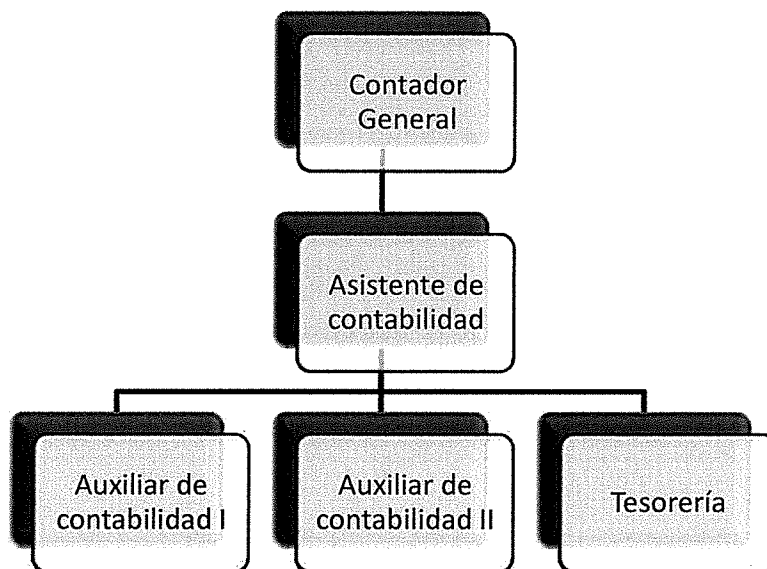 Contador
General
Asistente de
contabilidad
Auxiliar de
contabilidad I
Auxiliar de
contabilidad II
Tesorería